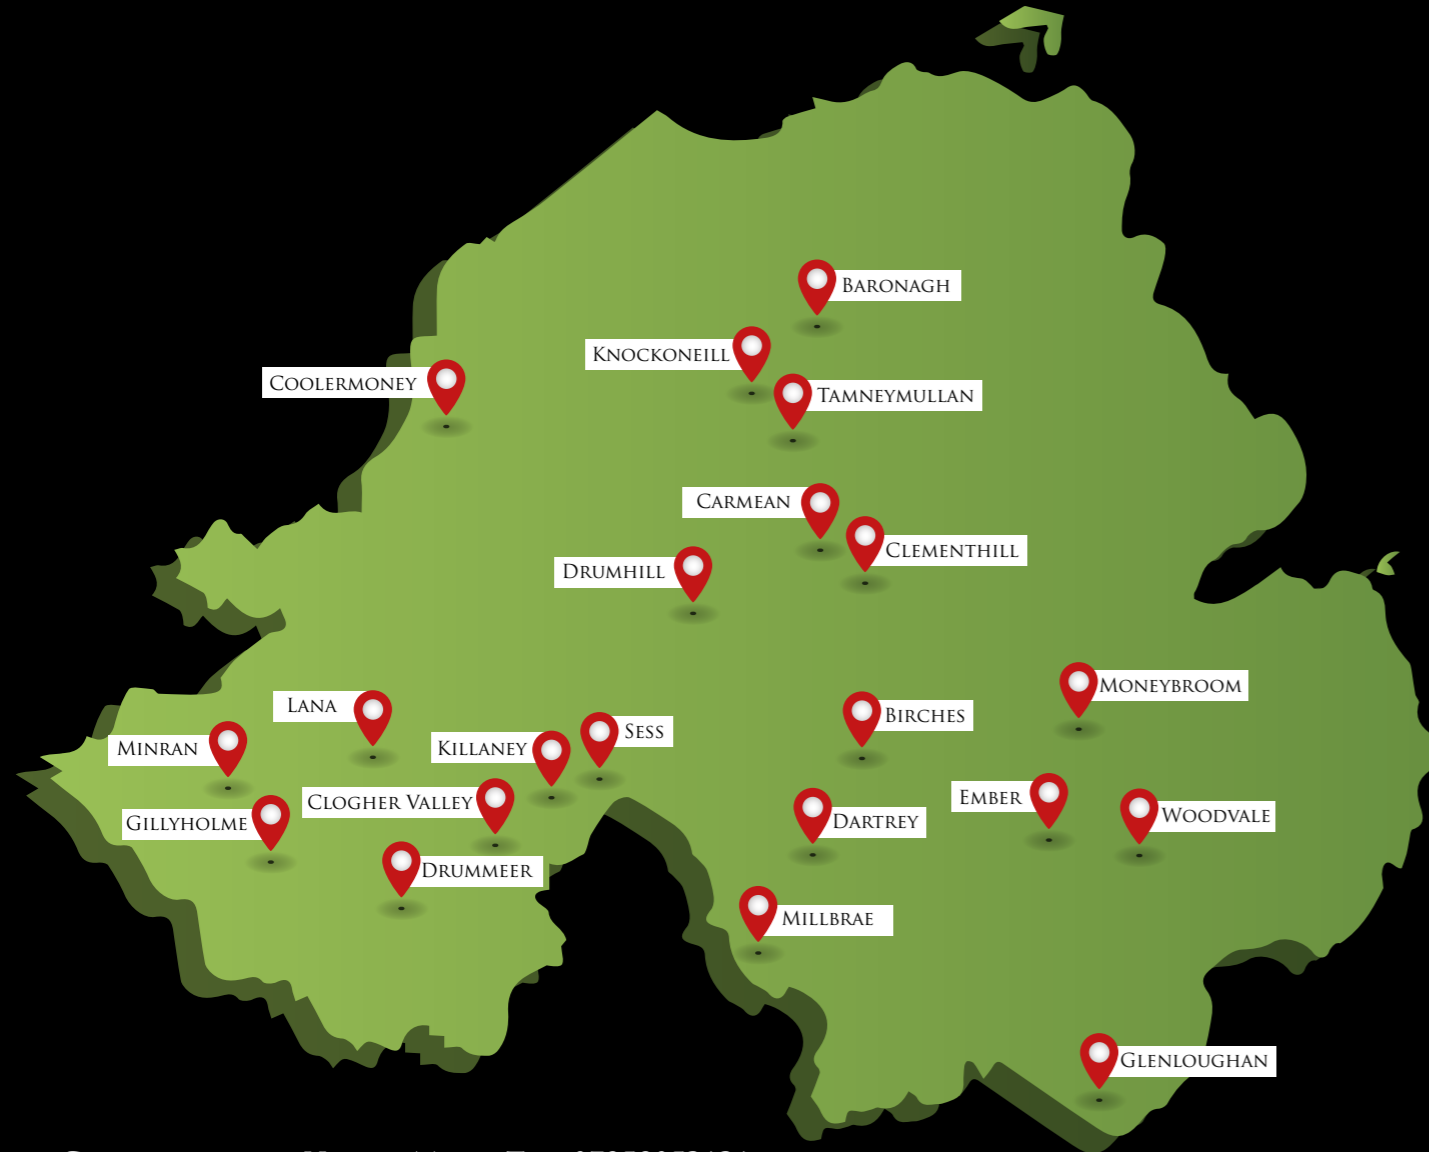 Baronagh
Knockoneill
Coolermoney
Tamneymullan
Carmean
Clementhill
Drumhill
Moneybroom
Lana
Birches
Sess
Minran
Killaney
Ember
Clogher Valley
Woodvale
Gillyholme
Dartrey
Drummeer
Millbrae
Glenloughan